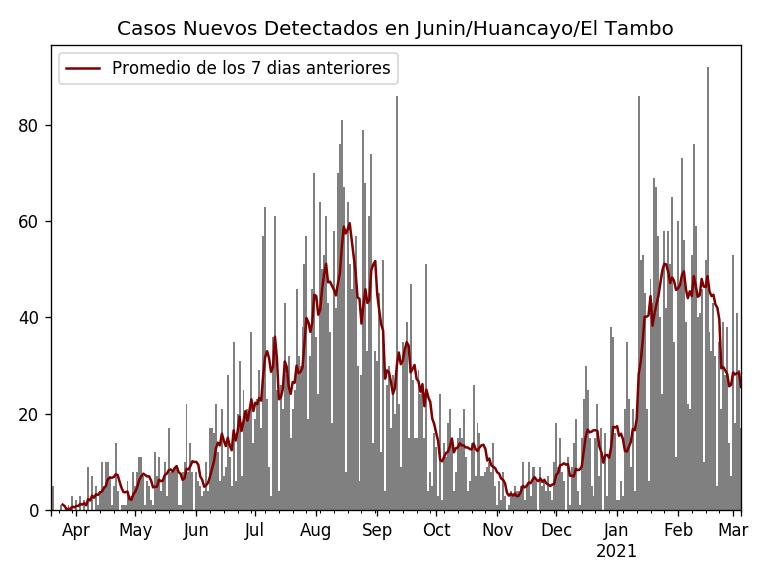 Casos Nuevos Detectados en Junin/Huancayo/El Tambo
Promedio de los 7 dias anteriores
80
60
40
20
0
Apr May Jun Jul Aug Sep Oct Nov Dec Jan Feb Mar
2021